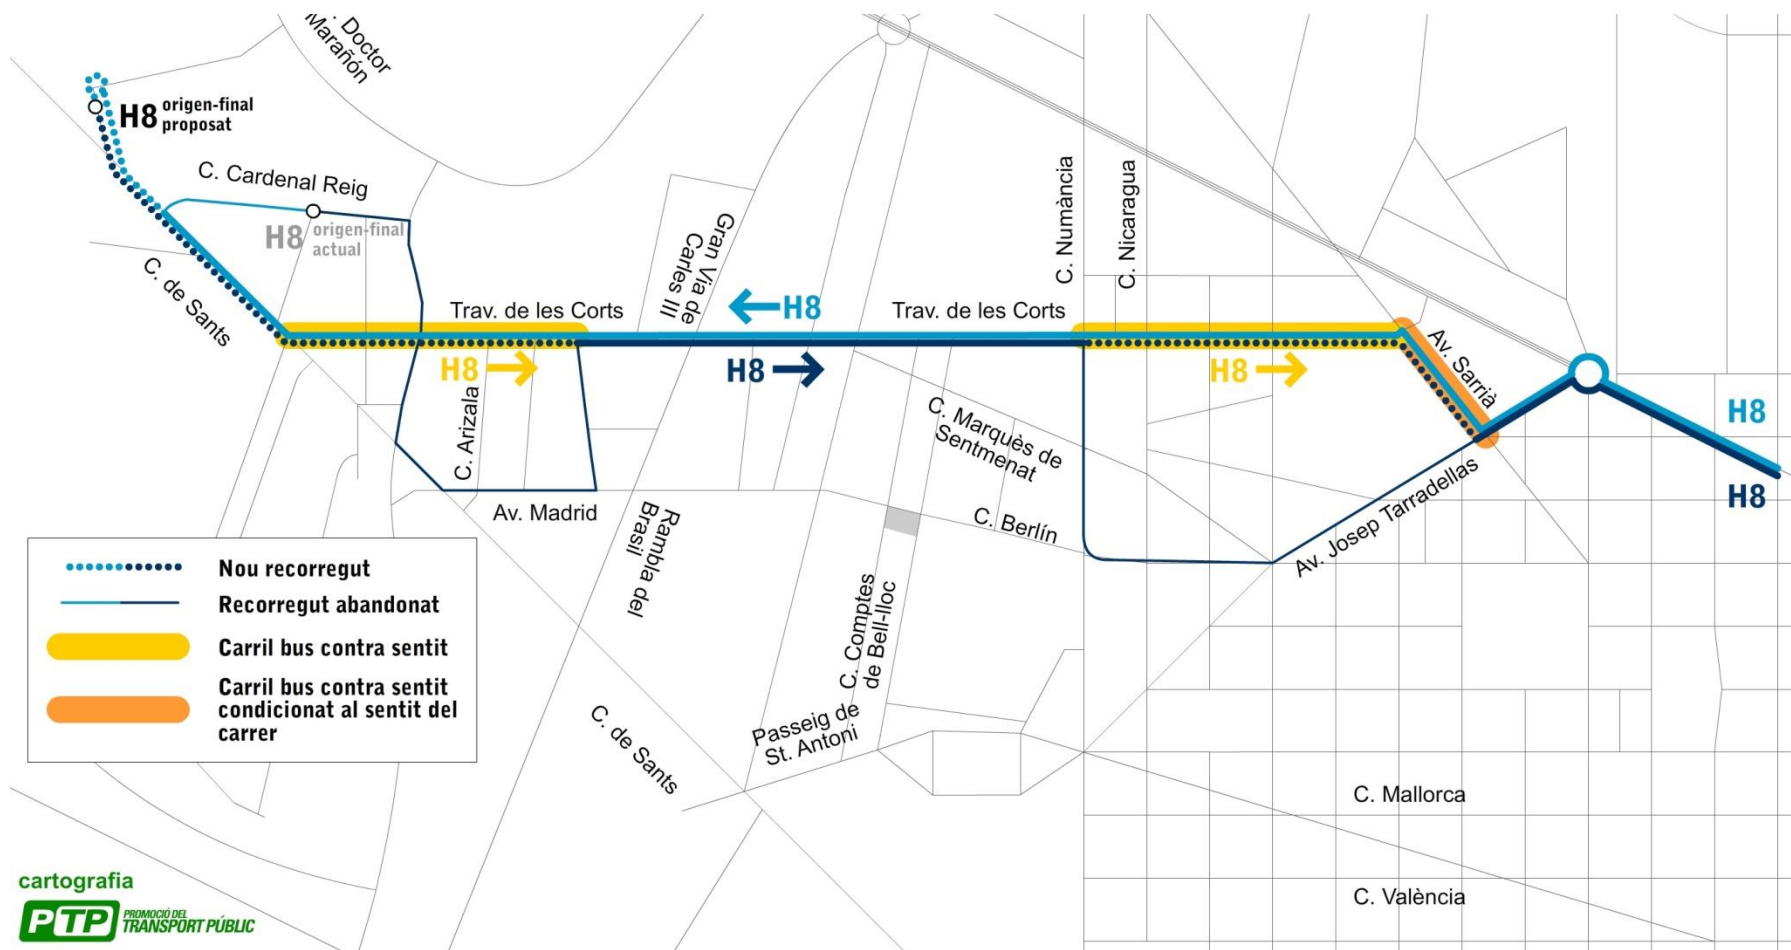 C. Doctor
Marañón
H8 origen-final
proposat
C. Cardenal Reig
H8 origen-final
actual
C. de Sants
Trav. de les Corts
Gran Via de
Carles III
H8
Trav. de les Corts
C. Numància
C. Nicaragua
H8
H8
H8
Av. Sarrià
H8
H8
C. Arizala
Av. Madrid
Rambla del
Brasil
C. Marquès de
Sentmenat
C. Berlín
Av. Josep Tarradellas
C. Comptes
de Bell-lloc
Passeig de
St. Antoni
C. de Sants
C. Mallorca
C. València
Nou recorregut
Recorregut abandonat
Carril bus contra sentit
Carril bus contra sentit
condicionat al sentit del
carrer
cartografia
PTP PROMOCIÓ DEL
TRANSPORT PÚBLIC